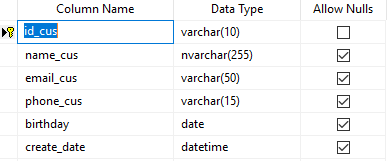 Column Name Data Type Allow Nulls
id_cus varchar(10)
name_cus nvarchar(255)
email_cus varchar(50)
phone_cus varchar(15)
birthday date
create_date datetime